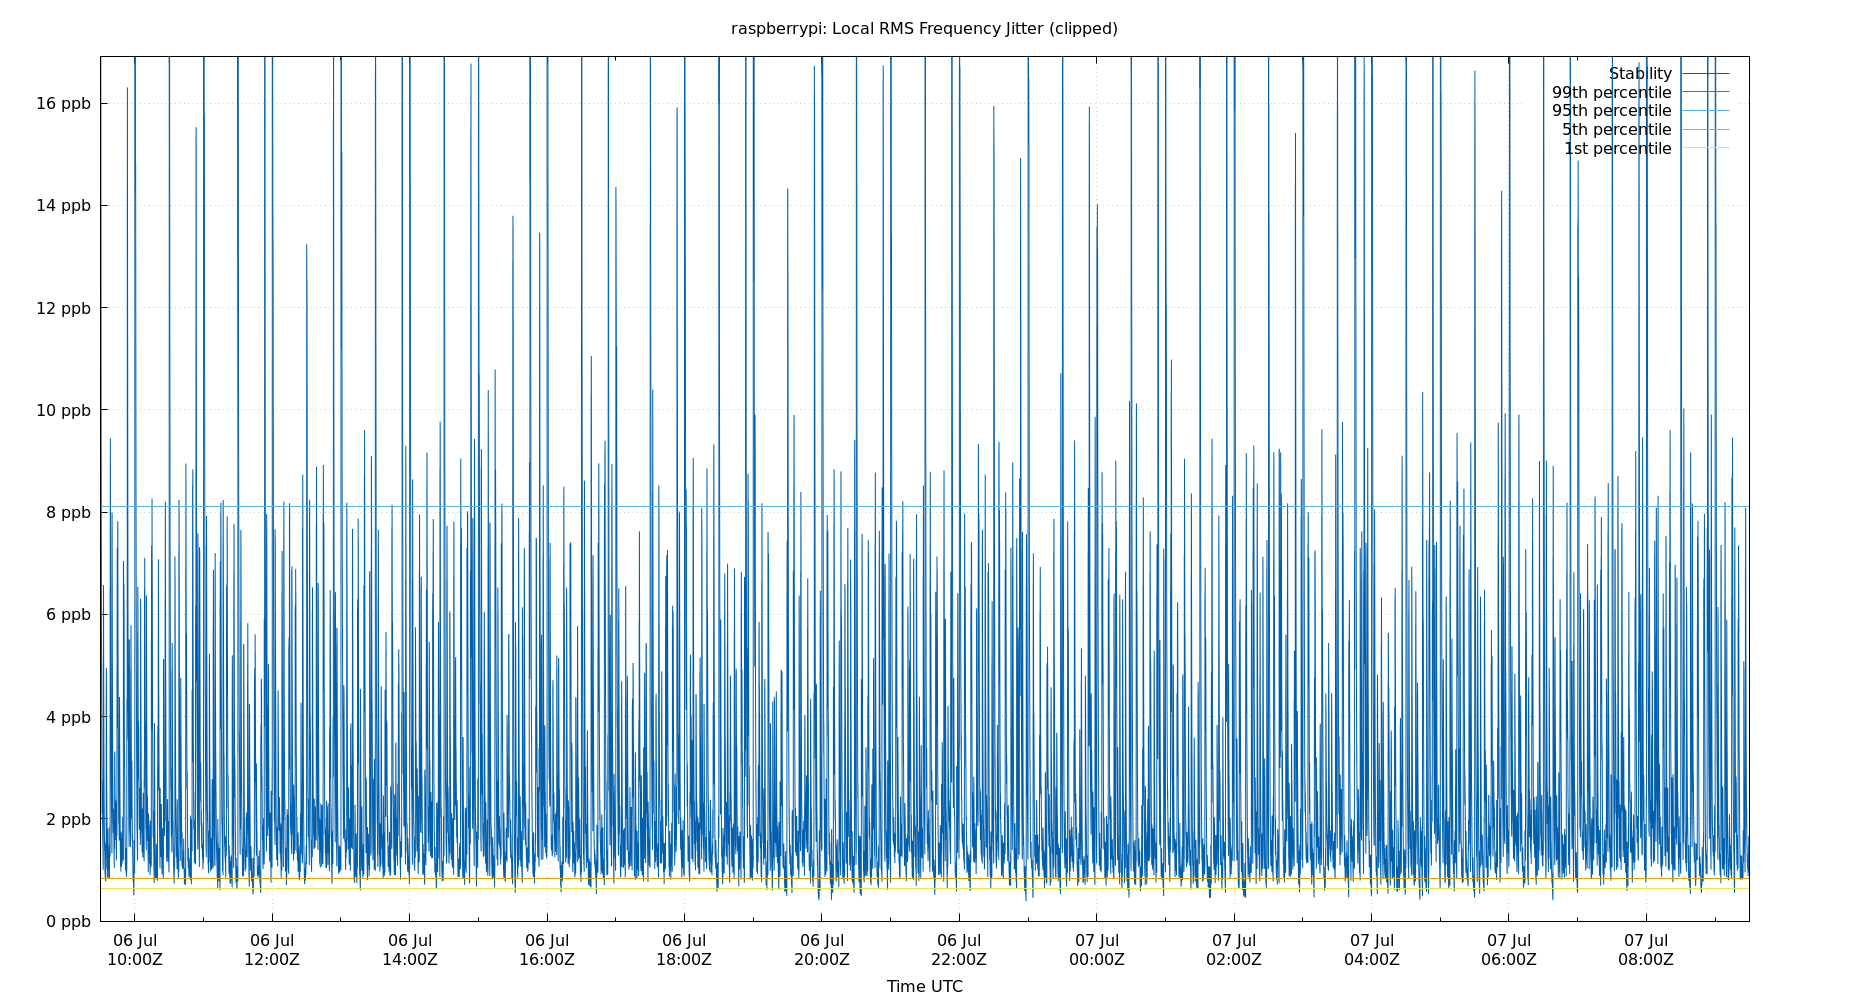 raspberrypi: Local RMS Frequency Jitter (clipped)
Stability
99th percentile
95th percentile
5th percentile
1st percentile
16 ppb
14 ppb
12 ppb
10 ppb
8 ppb
6 ppb
4 ppb
2 ppb
0 ppb
06 Jul 06 Jul 06 Jul 06 Jul 06 Jul 06 Jul 06 Jul 07 Jul 07 Jul 07 Jul 07 Jul 07 Jul
10:00Z 12:00Z 14:00Z 16:00Z 18:00Z 20:00Z 22:00Z 00:00Z 02:00Z 04:00Z 06:00Z 08:00Z
Time UTC